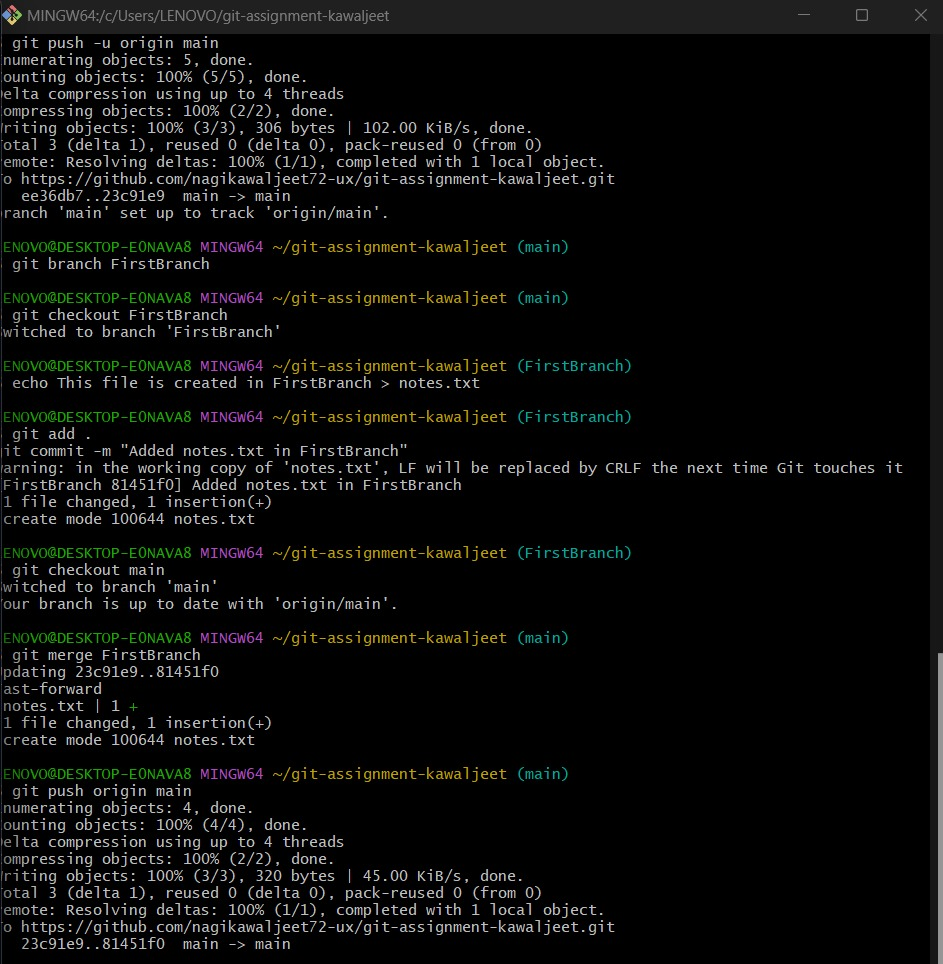 MINGW64:/c/Users/LENOVO/git-assignment-kawaljeet
git push -u origin main
numerating objects: 5, done.
ounting objects: 100% (5/5), done.
elta compression using up to 4 threads
ompressing objects: 100% (2/2), done.
riting objects: 100% (3/3), 306 bytes | 102.00 KiB/s, done.
otal 3 (delta 1), reused 0 (delta 0), pack-reused 0 (from 0)
emote: Resolving deltas: 100% (1/1), completed with 1 local object.
o https://github.com/nagikawaljeet72-ux/git-assignment-kawaljeet.git
ee36db7..23c91e9  main -> main
ranch 'main' set up to track 'origin/main'.
ENOVO@DESKTOP-E0NAVA8 MINGW64 ~/git-assignment-kawaljeet (main)
git branch FirstBranch
ENOVO@DESKTOP-E0NAVA8 MINGW64 ~/git-assignment-kawaljeet (main)
git checkout FirstBranch
witched to branch 'FirstBranch'
ENOVO@DESKTOP-E0NAVA8 MINGW64 ~/git-assignment-kawaljeet (FirstBranch)
echo This file is created in FirstBranch > notes.txt
ENOVO@DESKTOP-E0NAVA8 MINGW64 ~/git-assignment-kawaljeet (FirstBranch)
git add .
it commit -m "Added notes.txt in FirstBranch"
arning: in the working copy of 'notes.txt', LF will be replaced by CRLF the next time Git touches it
[FirstBranch 81451f0] Added notes.txt in FirstBranch
1 file changed, 1 insertion(+)
create mode 100644 notes.txt
ENOVO@DESKTOP-E0NAVA8 MINGW64 ~/git-assignment-kawaljeet (FirstBranch)
git checkout main
witched to branch 'main'
our branch is up to date with 'origin/main'.
ENOVO@DESKTOP-E0NAVA8 MINGW64 ~/git-assignment-kawaljeet (main)
git merge FirstBranch
pdating 23c91e9..81451f0
ast-forward
notes.txt | 1 +
1 file changed, 1 insertion(+)
create mode 100644 notes.txt
ENOVO@DESKTOP-E0NAVA8 MINGW64 ~/git-assignment-kawaljeet (main)
git push origin main
numerating objects: 4, done.
ounting objects: 100% (4/4), done.
elta compression using up to 4 threads
ompressing objects: 100% (2/2), done.
riting objects: 100% (3/3), 320 bytes | 45.00 KiB/s, done.
otal 3 (delta 1), reused 0 (delta 0), pack-reused 0 (from 0)
emote: Resolving deltas: 100% (1/1), completed with 1 local object.
o https://github.com/nagikawaljeet72-ux/git-assignment-kawaljeet.git
23c91e9..81451f0  main -> main